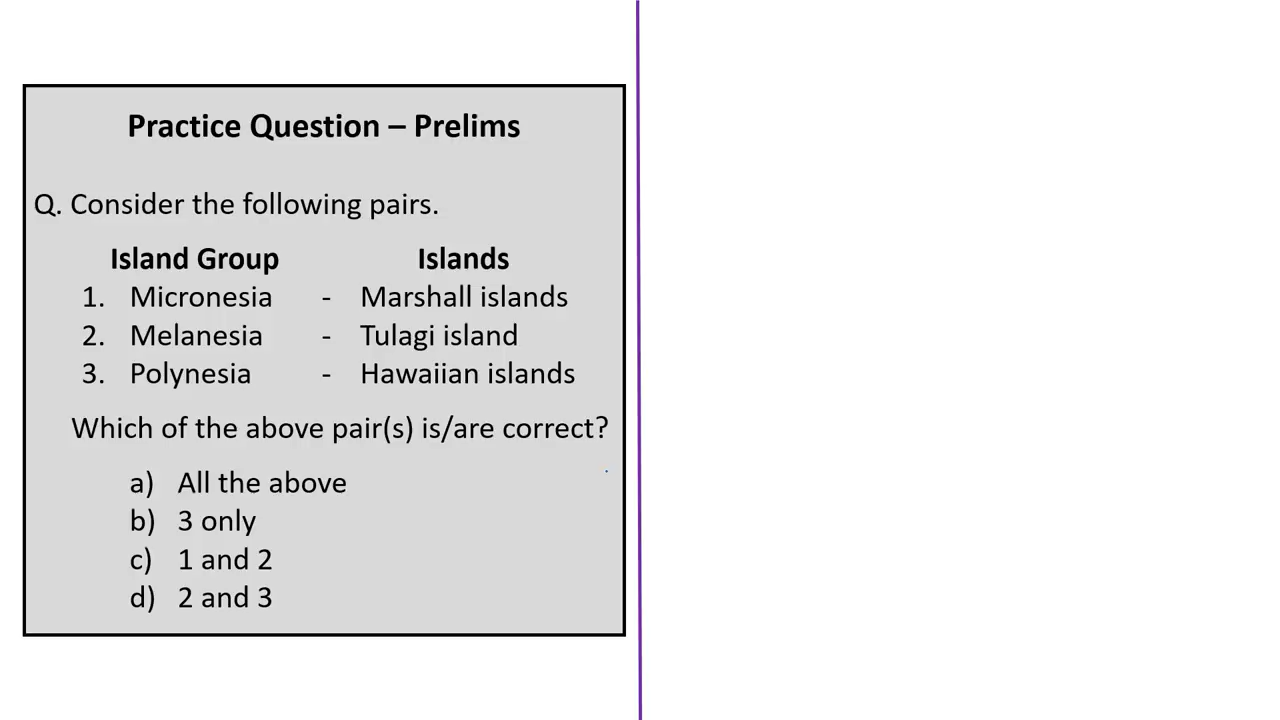 Practice Question – Prelims
Q. Consider the following pairs.
Island Group Islands
1. Micronesia - Marshall islands
2. Melanesia - Tulagi island
3. Polynesia - Hawaiian islands
Which of the above pair(s) is/are correct?
a) All the above
b) 3 only
c) 1 and 2
d) 2 and 3